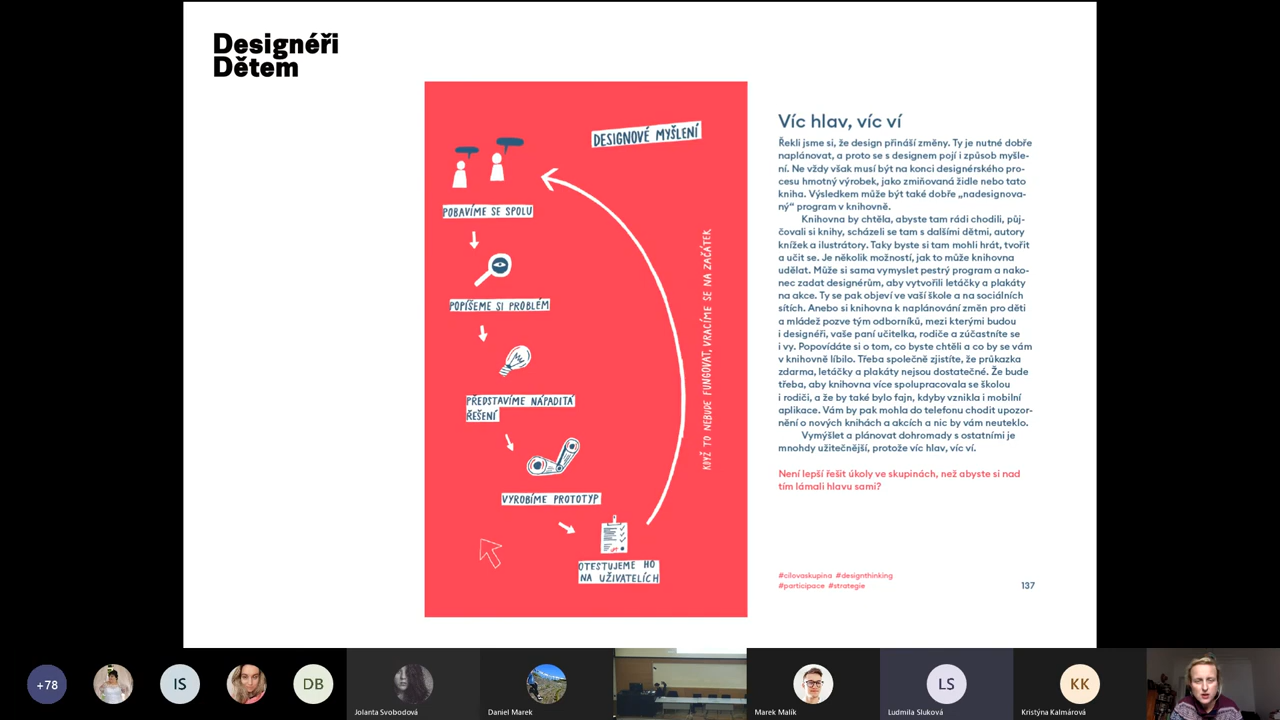 Designéři
Dětem
DESIGNOVÉ MYŠLENÍ
POBAVÍME SE SPOLU
POPÍŠEME SI PROBLÉM
PŘEDSTAVÍME NÁPADITÁ
ŘEŠENÍ
VYROBÍME PROTOTYP
OTESTUJEME HO
NA UŽIVATELÍCH
KDYŽ TO NEBUDE FUNGOVAT, VRACÍME SE NA ZAČÁTEK
Víc hlav, víc ví
Řekli jsme si, že design přináší změny. Ty je nutné dobře
naplánovat, a proto se s designem pojí i způsob myšle-
ní. Ne vždy však musí být na konci designérského pro-
cesu hmotný výrobek, jako zmiňovaná židle nebo tato
kniha. Výsledkem může být také dobře „nadesignova-
ný“ program v knihovně.
Knihovna by chtěla, abyste tam rádi chodili, půj-
čovali si knihy, scházeli se tam s dalšími dětmi, autory
knížek a ilustrátory. Taky byste si tam mohli hrát, tvořit
a učit se. Je několik možností, jak to může knihovna
udělat. Může si sama vymyslet pestrý program a nako-
nec zadat designérům, aby vytvořili letáčky a plakáty
na akce. Ty se pak objeví ve vaší škole a na sociálních
sítích. Anebo si knihovna k naplánování změn pro děti
a mládež pozve tým odborníků, mezi kterými budou
i designéři, vaše paní učitelka, rodiče a zúčastníte se
i vy. Popovídáte si o tom, co byste chtěli a co by se vám
v knihovně líbilo. Třeba společně zjistíte, že průkazka
zdarma, letáčky a plakáty nejsou dostatečné. Že bude
třeba, aby knihovna více spolupracovala se školou
i rodiči, a že by také bylo fajn, kdyby vznikla i mobilní
aplikace. Vám by pak mohla do telefonu chodit upozor-
nění o nových knihách a akcích a nic by vám neuteklo.
Vymýšlet a plánovat dohromady s ostatními je
mnohdy užitečnější, protože víc hlav, víc ví.
Není lepší řešit úkoly ve skupinách, než abyste si nad
tím lámali hlavu sami?
#cílovaskupina #designthinking
#participace #strategie
137
+78
IS
DB
LS
KK
Jolanta Svobodová
Daniel Marek
Marek Malík
Ludmila Sluková
Kristýna Kalmárová